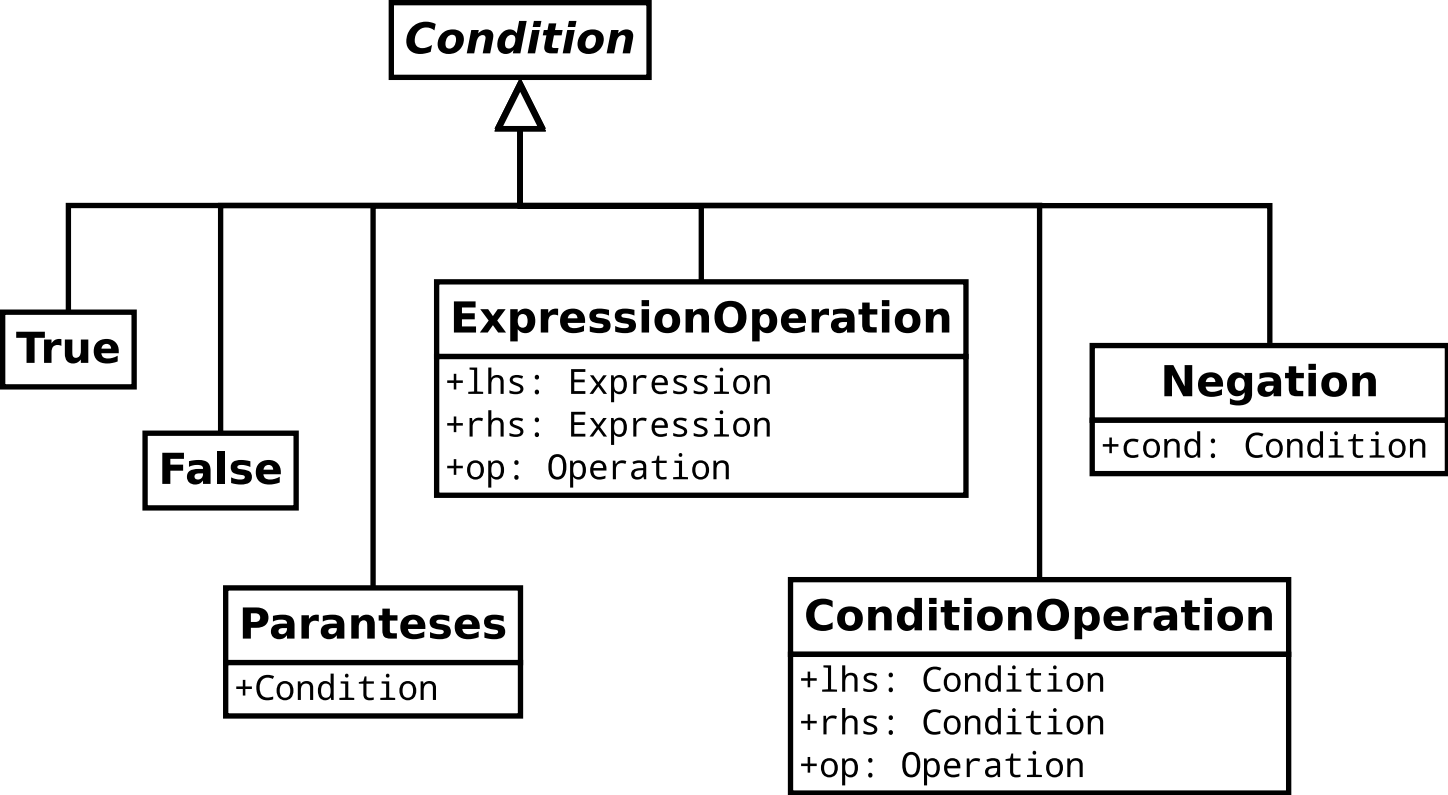 Condition
True
False
Paranteses
+Condition
ExpressionOperation
+lhs: Expression
+rhs: Expression
+op: Operation
ConditionOperation
+lhs: Condition
+rhs: Condition
+op: Operation
Negation
+cond: Condition